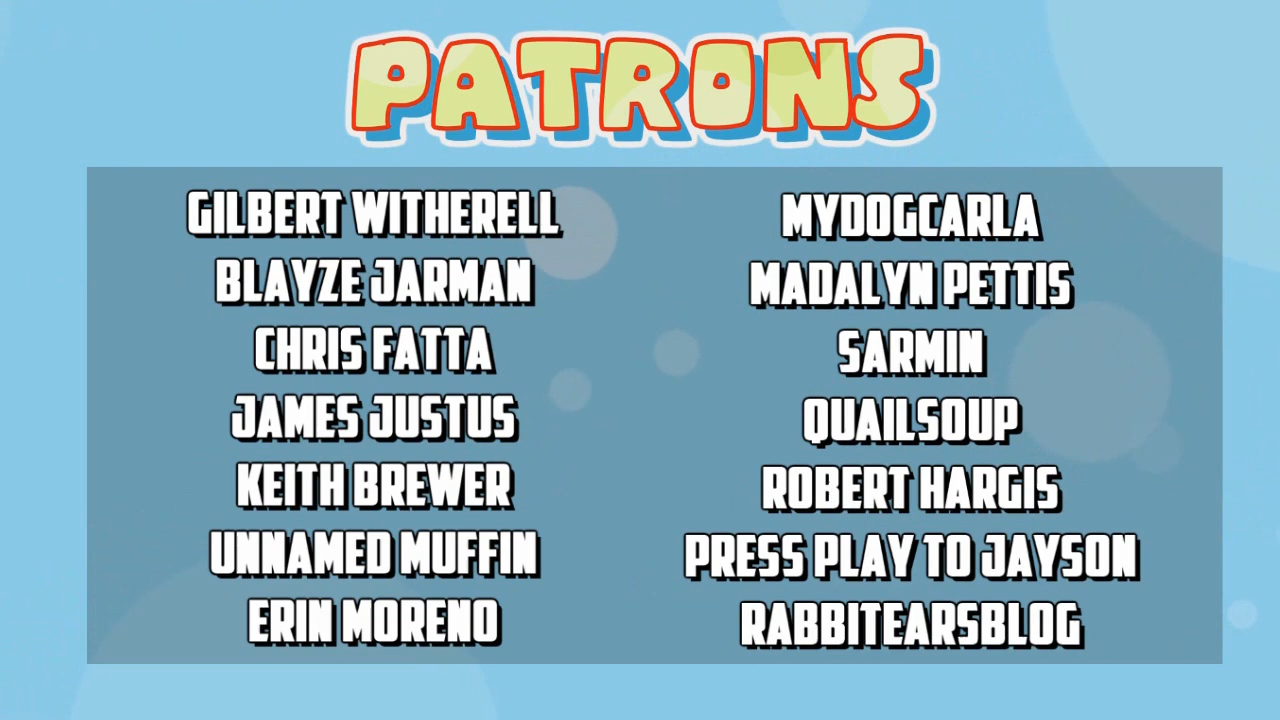 PATRONS
GILBERT WITHERELL
BLAYZE JARMAN
CHRIS FATTA
JAMES JUSTUS
KEITH BREWER
UNNAMED MUFFIN
ERIN MORENO
MYDOGCARLA
MADALYN PETTIS
SARMIN
QUAILSOUP
ROBERT HARGIS
PRESS PLAY TO JAYSON
RABBITEARSBLOG